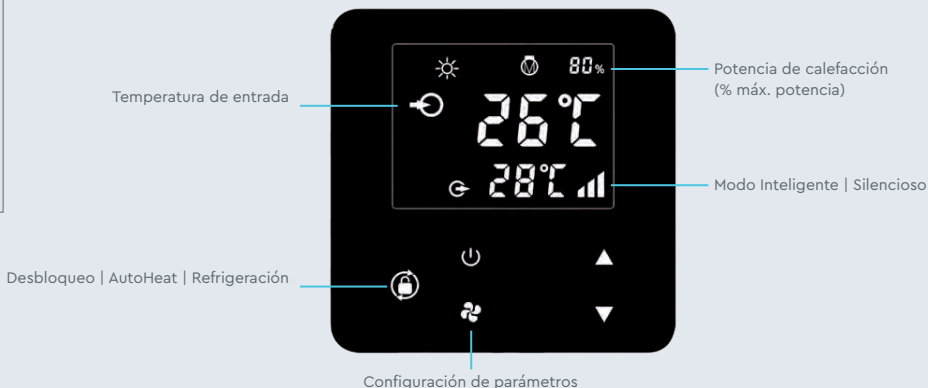 80%
Potencia de calefacción
(% máx. potencia)
Temperatura de entrada
26°C
28°C
Modo Inteligente | Silencioso
Desbloqueo | AutoHeat | Refrigeración
Configuración de parámetros